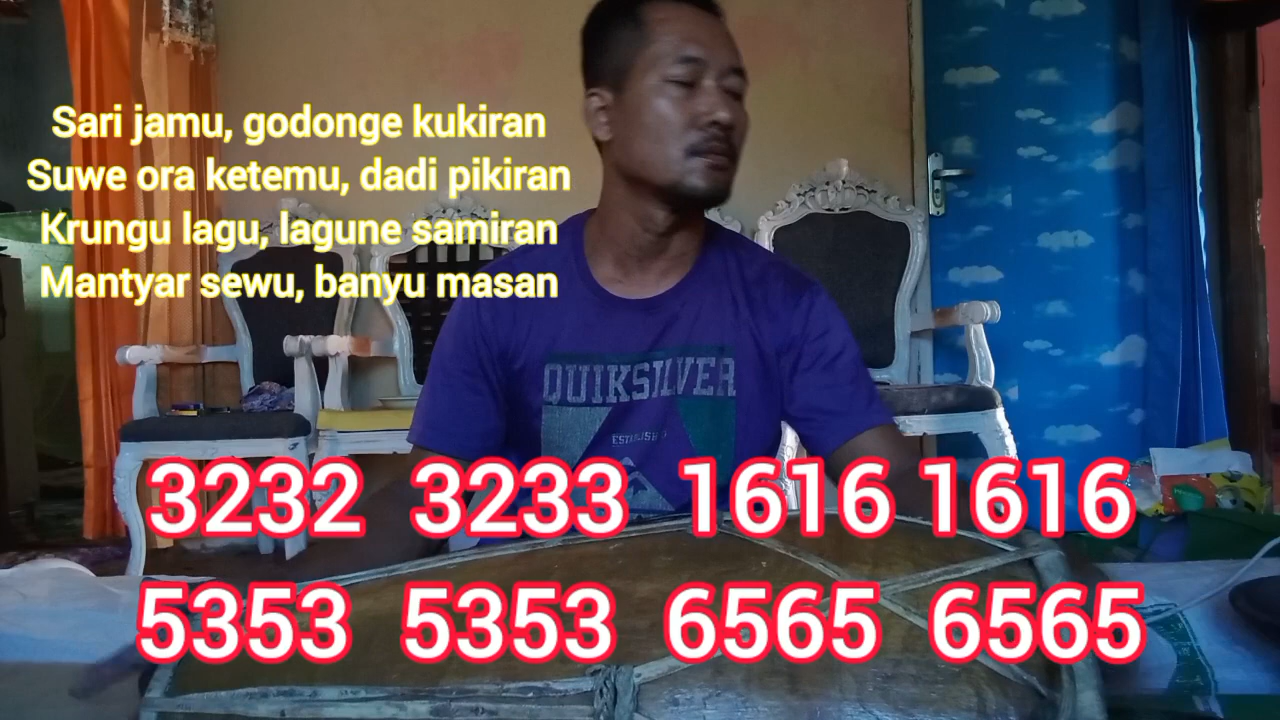 Sari jamu, godonge kukiran
Suwe ora ketemu, dadi pikiran
Krungu lagu, lagune samiran
Mantyar sewu, banyu masan
QUIKSILVER
3232 3233 1616 1616
5353 5353 6565 6565